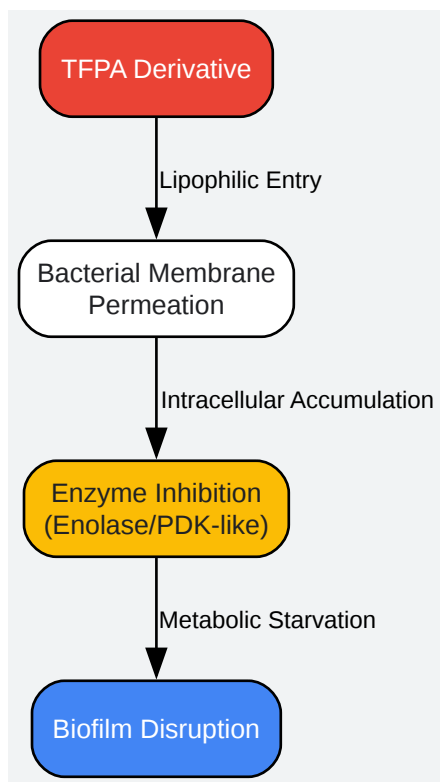 TFPA Derivative
Lipophilic Entry
Bacterial Membrane
Permeation
Intracellular Accumulation
Enzyme Inhibition
(Enolase/PDK-like)
Metabolic Starvation
Biofilm Disruption